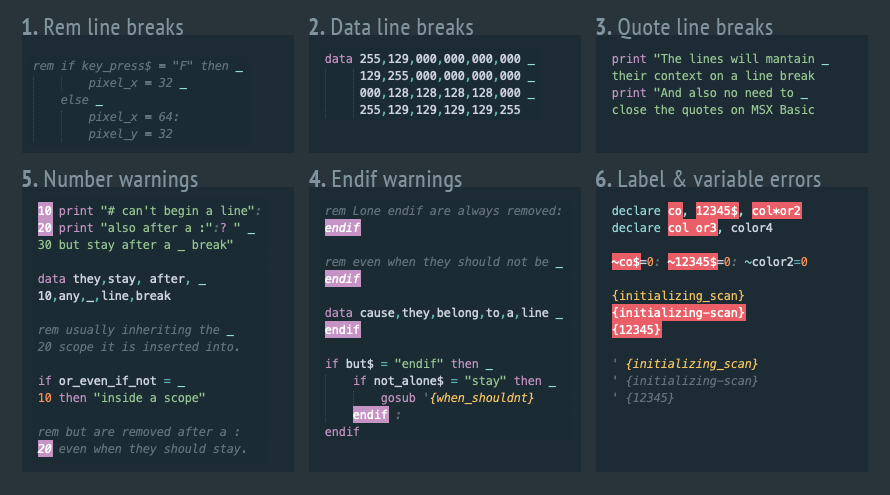 1. Rem line breaks
rem if key_press$ = "F" then _
pixel_x = 32 _
else _
pixel_x = 64:
pixel_y = 32
2. Data line breaks
data 255,129,000,000,000,000 _
129,255,000,000,000,000 _
000,128,128,128,128,000 _
255,129,129,129,129,255
3. Quote line breaks
print "The lines will mantain _
their context on a line break
print "And also no need to _
close the quotes on MSX Basic
5. Number warnings
10 print "# can't begin a line":
20 print "also after a :":? " _
30 but stay after a _ break"
data they,stay, after, _
10,any,_,line,break
rem usually inheriting the _
20 scope it is inserted into.
if or_even_if_not = _
10 then "inside a scope"
rem but are removed after a :
20 even when they should stay.
4. Endif warnings
rem Lone endif are always removed:
endif
rem even when they should not be _
endif
data cause,they,belong,to,a,line _
endif
if but$ = "endif" then _
if not_alone$ = "stay" then _
gosub '{when_shouldnt}
endif :
endif
6. Label & variable errors
declare co, 12345$, col*or2
declare col or3, color4
~co$=0: ~12345$=0: ~color2=0
{initializing_scan}
{initializing-scan}
{12345}
' {initializing_scan}
' {initializing-scan}
' {12345}